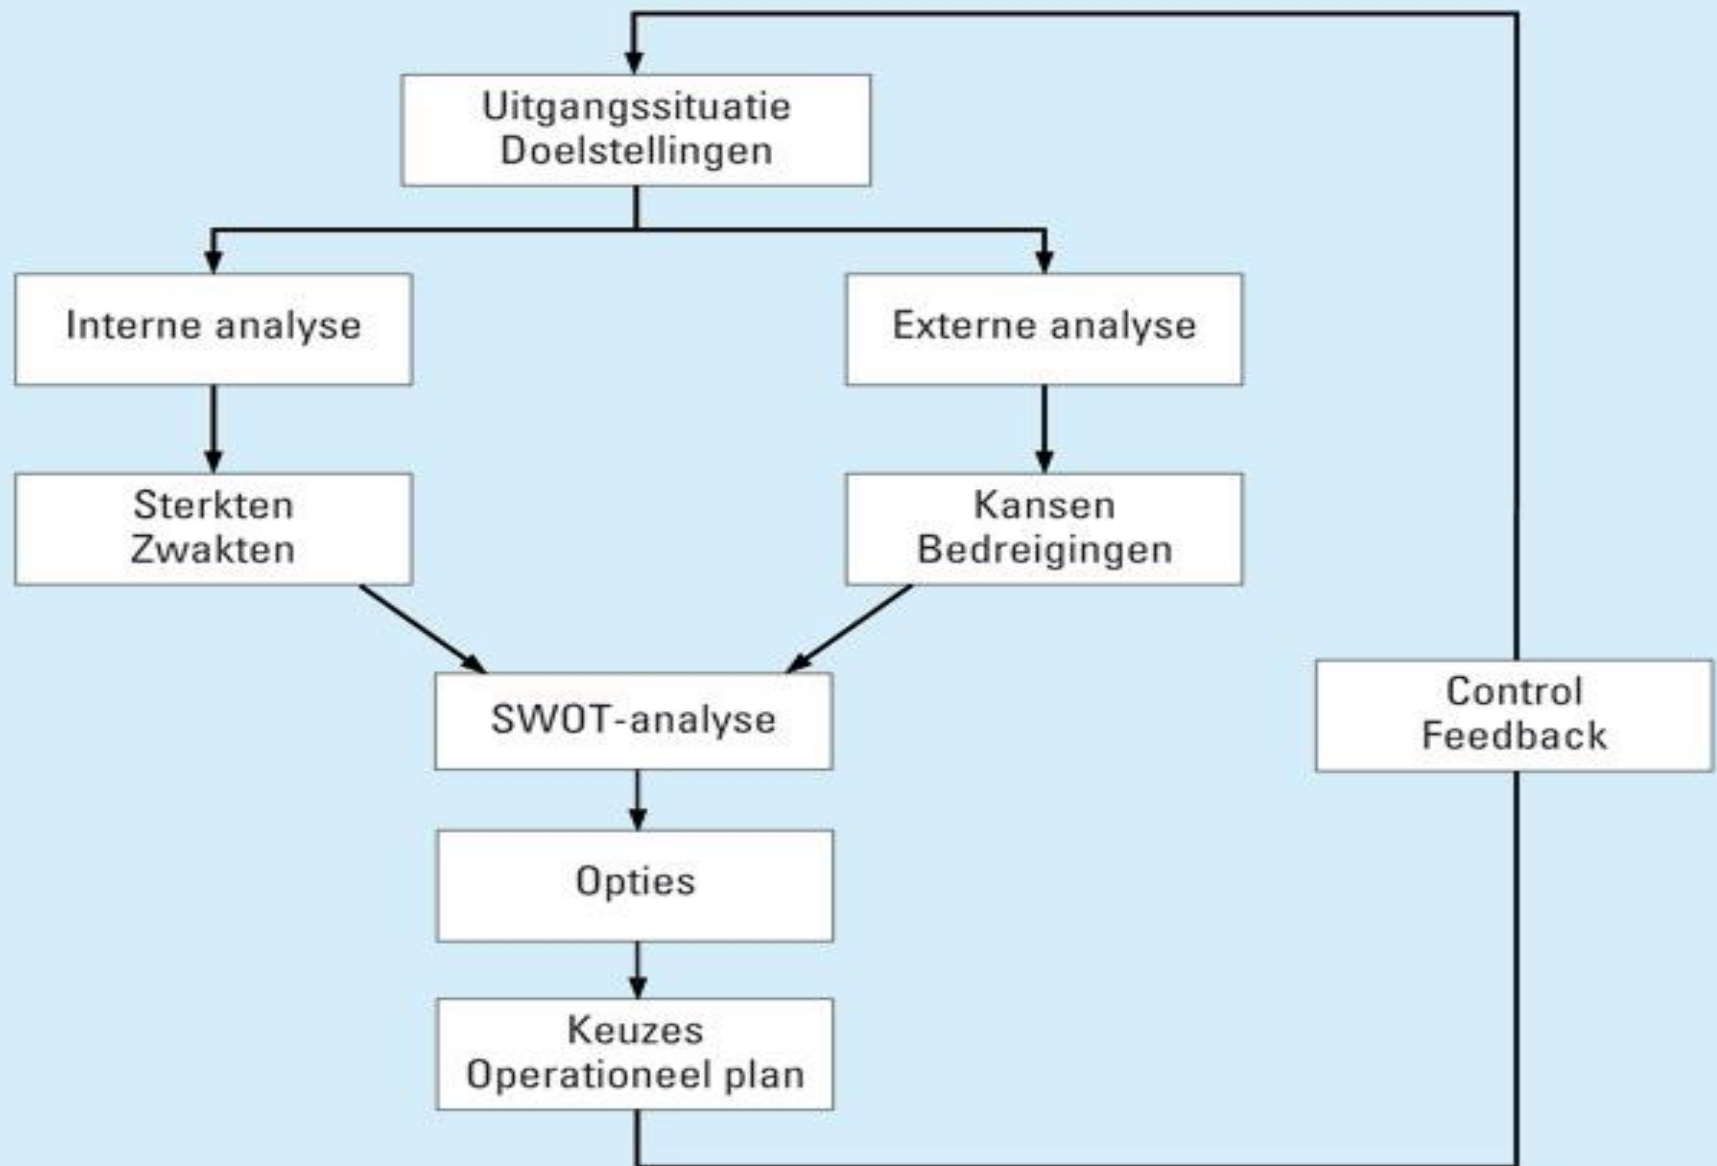 Uitgangssituatie
Doelstellingen
Interne analyse
Externe analyse
Sterkten
Zwakten
Kansen
Bedreigingen
SWOT-analyse
Control
Feedback
Opties
Keuzes
Operationeel plan